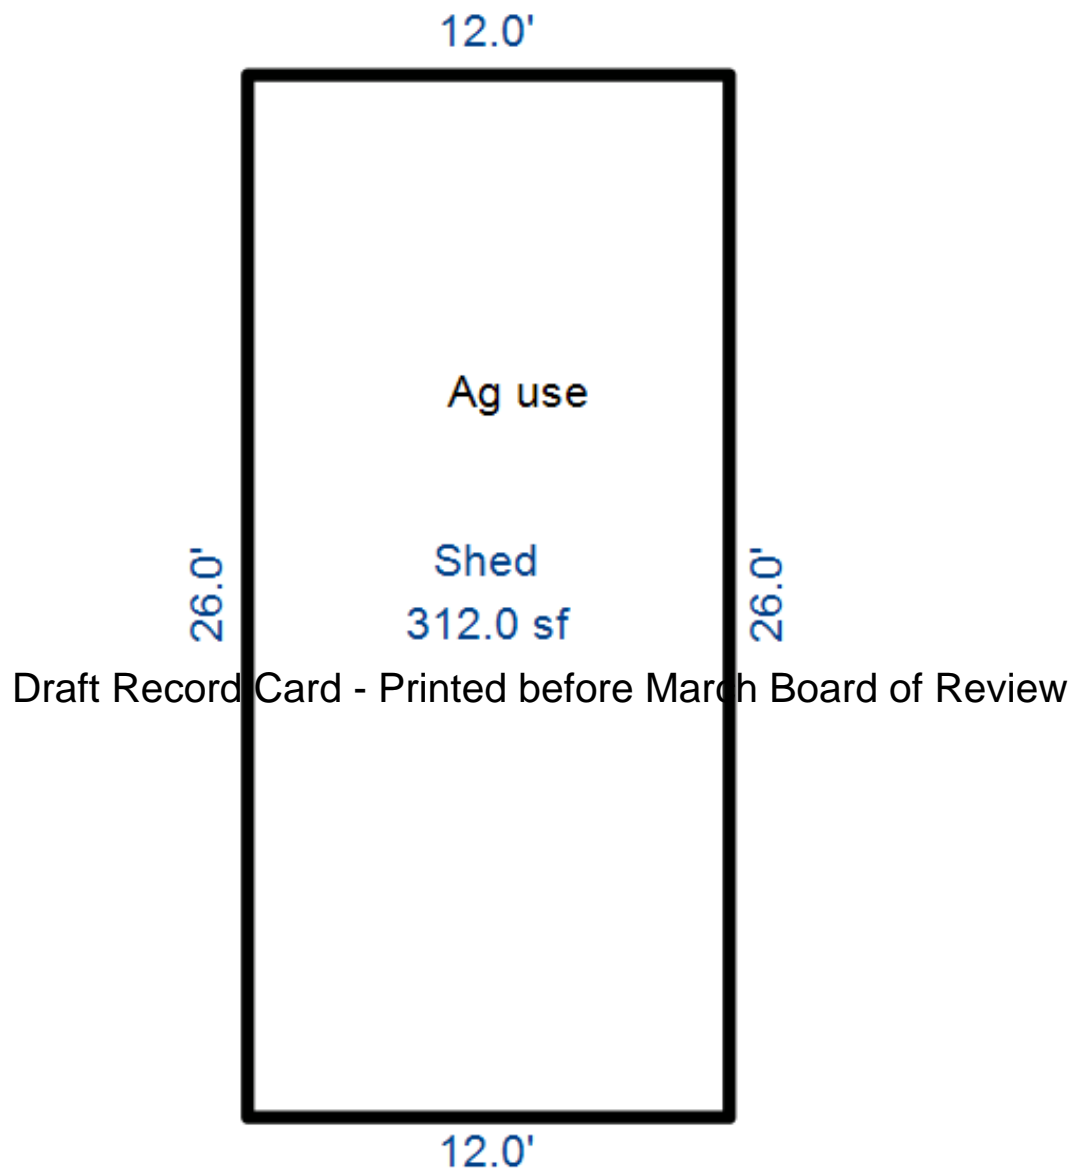 12.0'
Ag use
26.0'
Shed
26.0'
312.0 sf
Draft Record Card - Printed before March Board of Review
12.0'